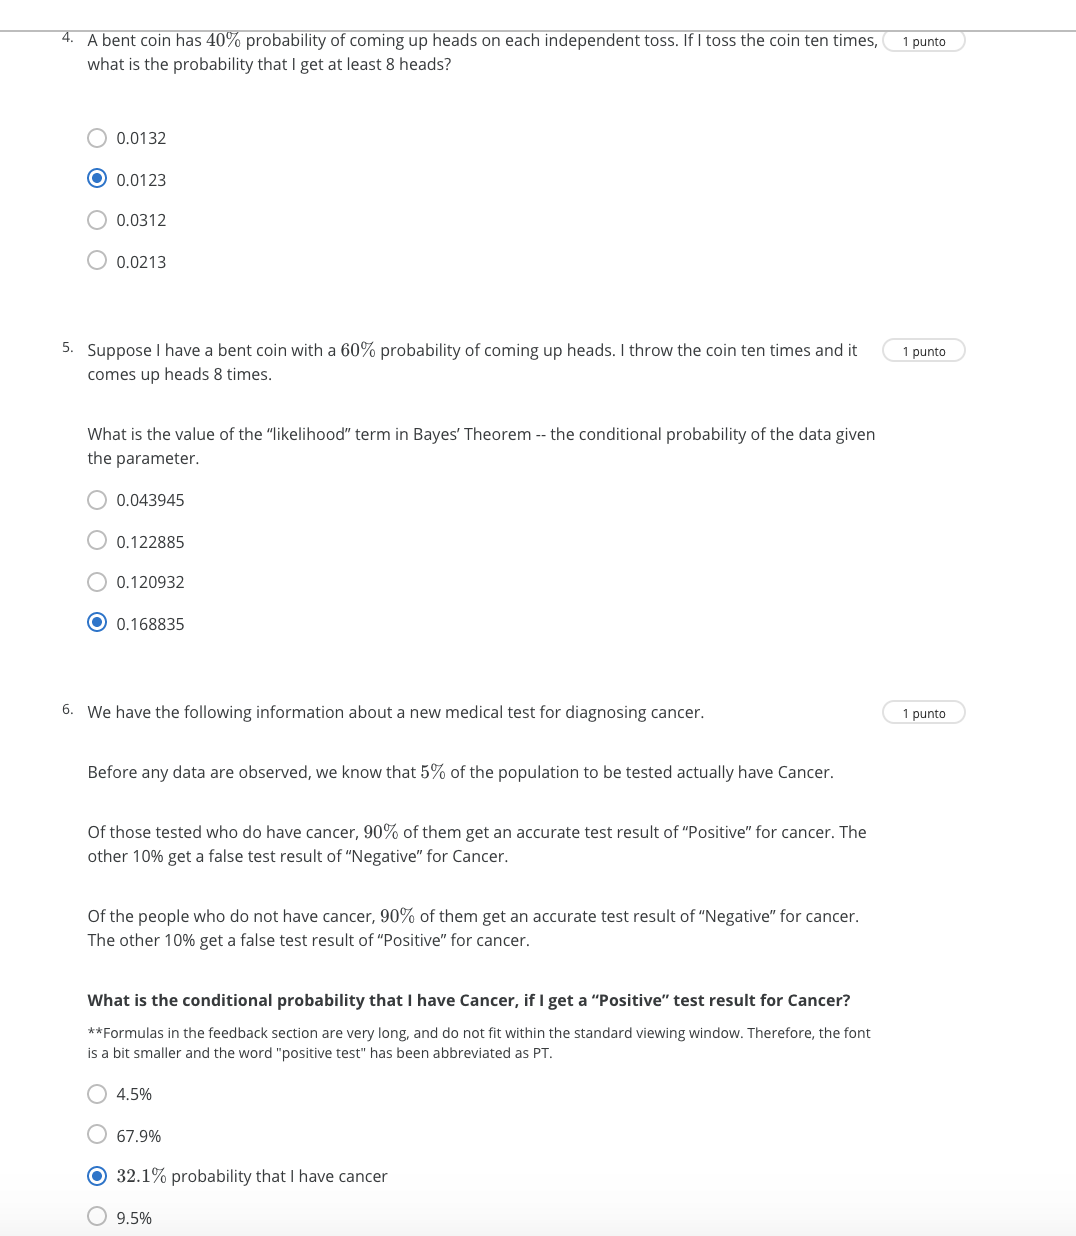 4. A bent coin has 40% probability of coming up heads on each independent toss. If I toss the coin ten times, 1 punto
what is the probability that I get at least 8 heads?
0.0132
0.0123
0.0312
0.0213
5. Suppose I have a bent coin with a 60% probability of coming up heads. I throw the coin ten times and it 1 punto
comes up heads 8 times.
What is the value of the “likelihood” term in Bayes’ Theorem -- the conditional probability of the data given
the parameter.
0.043945
0.122885
0.120932
0.168835
6. We have the following information about a new medical test for diagnosing cancer. 1 punto
Before any data are observed, we know that 5% of the population to be tested actually have Cancer.
Of those tested who do have cancer, 90% of them get an accurate test result of “Positive” for cancer. The
other 10% get a false test result of “Negative” for Cancer.
Of the people who do not have cancer, 90% of them get an accurate test result of “Negative” for cancer.
The other 10% get a false test result of “Positive” for cancer.
What is the conditional probability that I have Cancer, if I get a “Positive” test result for Cancer?
**Formulas in the feedback section are very long, and do not fit within the standard viewing window. Therefore, the font
is a bit smaller and the word "positive test" has been abbreviated as PT.
4.5%
67.9%
32.1% probability that I have cancer
9.5%